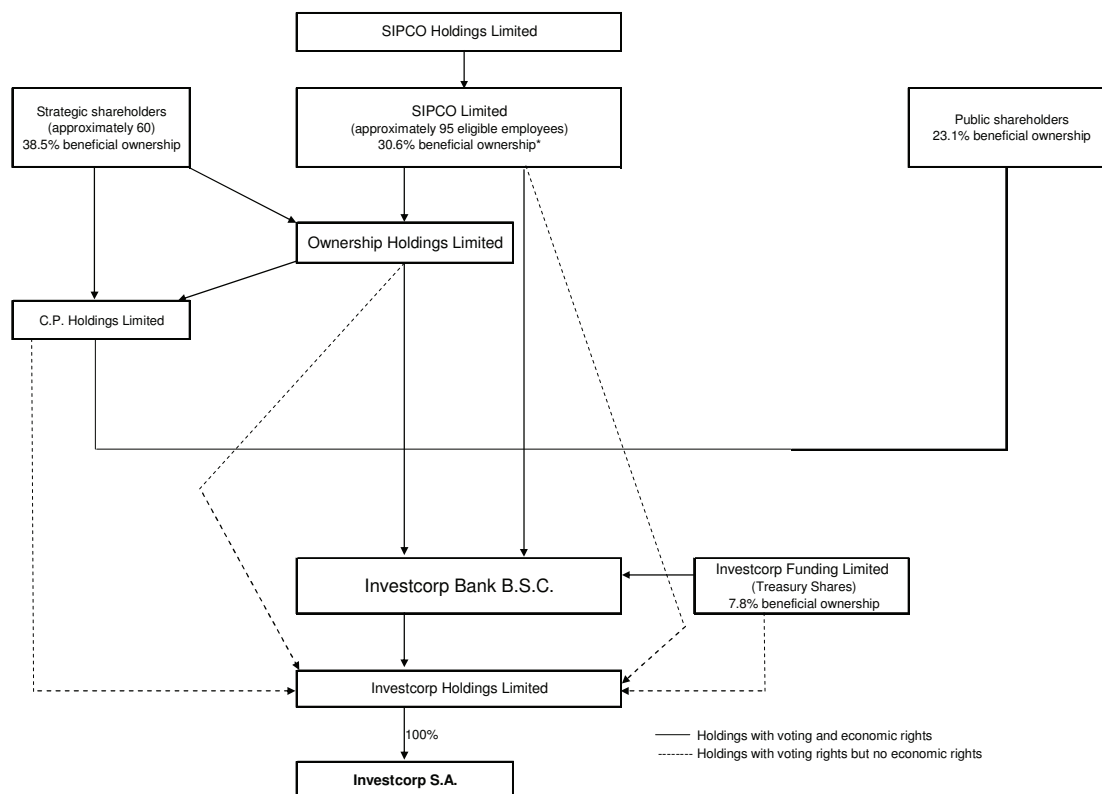 SIPCO Holdings Limited
Strategic shareholders
(approximately 60)
38.5% beneficial ownership
SIPCO Limited
(approximately 95 eligible employees)
30.6% beneficial ownership*
Public shareholders
23.1% beneficial ownership
Ownership Holdings Limited
C.P. Holdings Limited
Investcorp Bank B.S.C.
Investcorp Funding Limited
(Treasury Shares)
7.8% beneficial ownership
Investcorp Holdings Limited
100%
Holdings with voting and economic rights
Holdings with voting rights but no economic rights
Investcorp S.A.